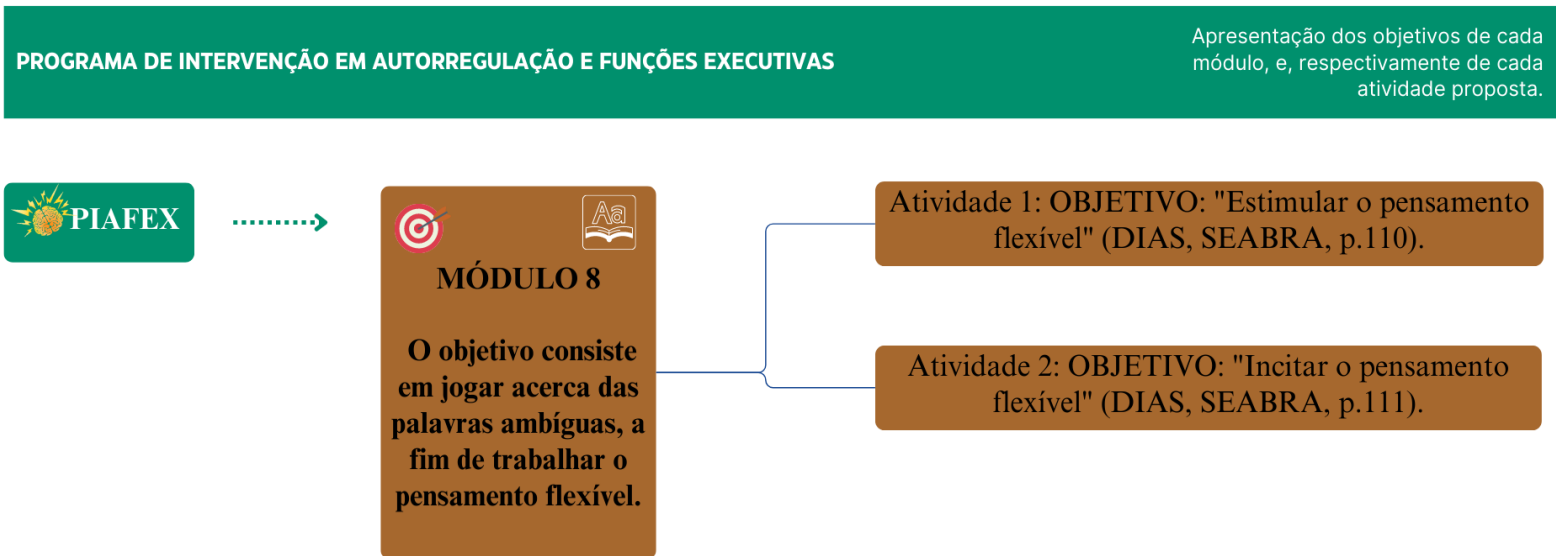 PROGRAMA DE INTERVENÇÃO EM AUTORREGULAÇÃO E FUNÇÕES EXECUTIVAS
Apresentação dos objetivos de cada
módulo, e, respectivamente de cada
atividade proposta.
PIAFEX
Aa
MÓDULO 8
O objetivo consiste
em jogar acerca das
palavras ambíguas, a
fim de trabalhar o
pensamento flexível.
Atividade 1: OBJETIVO: "Estimular o pensamento
flexível" (DIAS, SEABRA, p.110).
Atividade 2: OBJETIVO: "Incitar o pensamento
flexível" (DIAS, SEABRA, p.111).